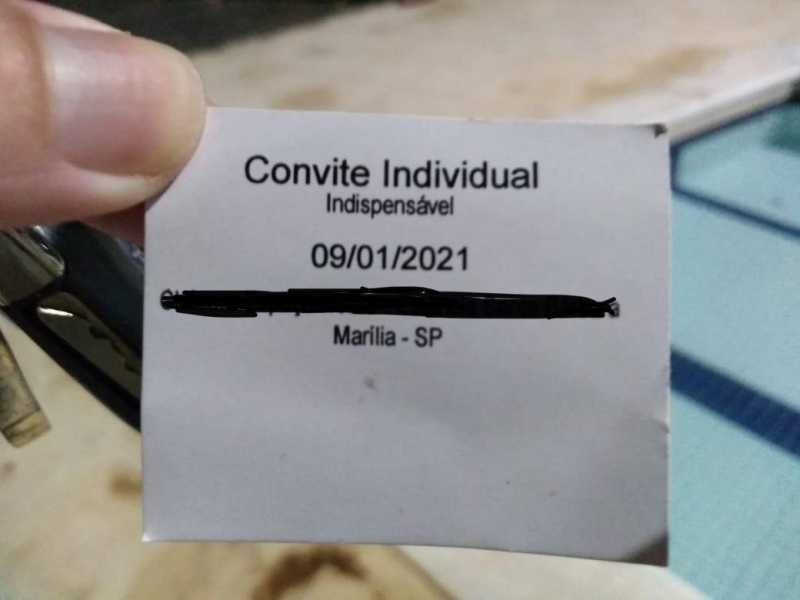 Convite Individual
Indispensável
09/01/2021
Marília - SP